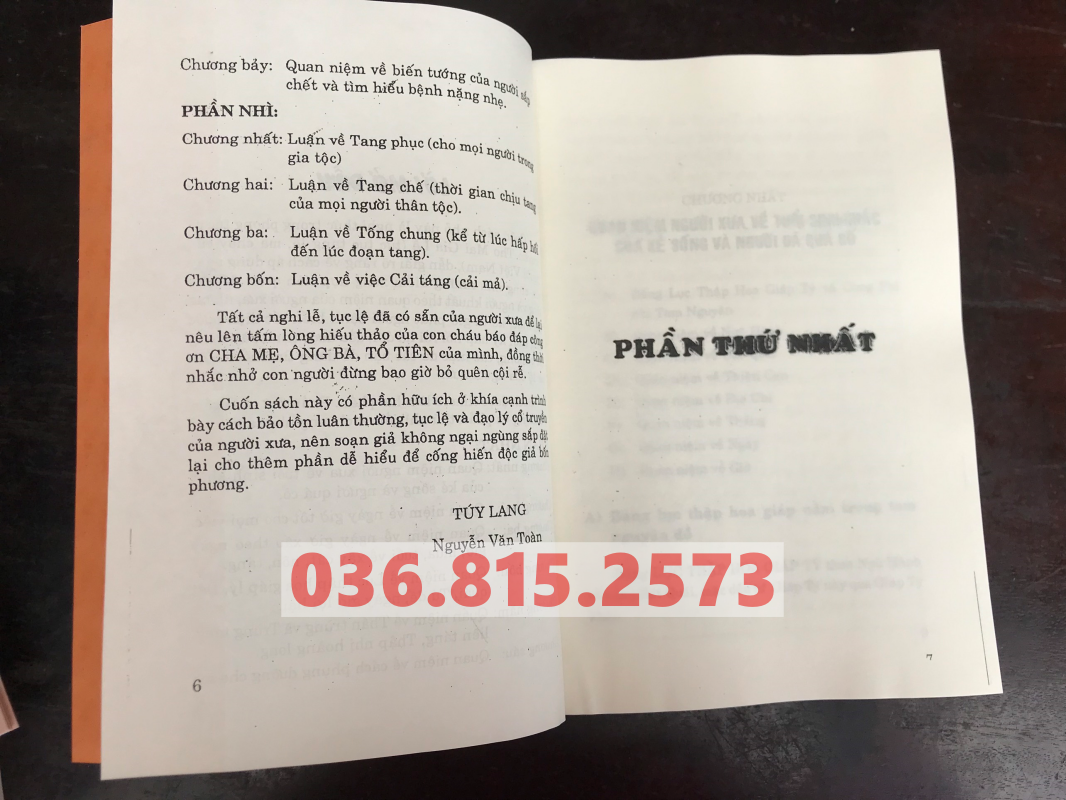 Chương bảy: Quan niệm về biến tướng của người sắp
chết và tìm hiểu bệnh nặng nhẹ.
PHẦN NHÌ:
Chương nhất: Luận về Tang phục (cho mọi người trong
gia tộc)
Chương hai: Luận về Tang chế (thời gian chịu tang
của mọi người thân tộc).
Chương ba: Luận về Tống chung (kể từ lúc hấp hối
đến lúc đoạn tang).
Chương bốn: Luận về việc Cải táng (cải mả).
Tất cả nghi lễ, tục lệ đã có sẵn của người xưa để lại
nêu lên tấm lòng hiếu thảo của con cháu báo đáp công
ơn CHA MẸ, ÔNG BÀ, TỔ TIÊN của mình, đồng thời
nhắc nhở con người đừng bao giờ bỏ quên cội rễ.
Cuốn sách này có phần hữu ích ở khía cạnh trình
bày cách bảo tồn luân thường, tục lệ và đạo lý cổ truyền
của người xưa, nên soạn giả không ngại ngùng sắp đặt
lại cho thêm phần dễ hiểu để cống hiến độc giả bốn
phương.
TÚY LANG
Nguyễn Văn Toàn
036.815.2573
6
PHẦN THỨ NHẤT
7